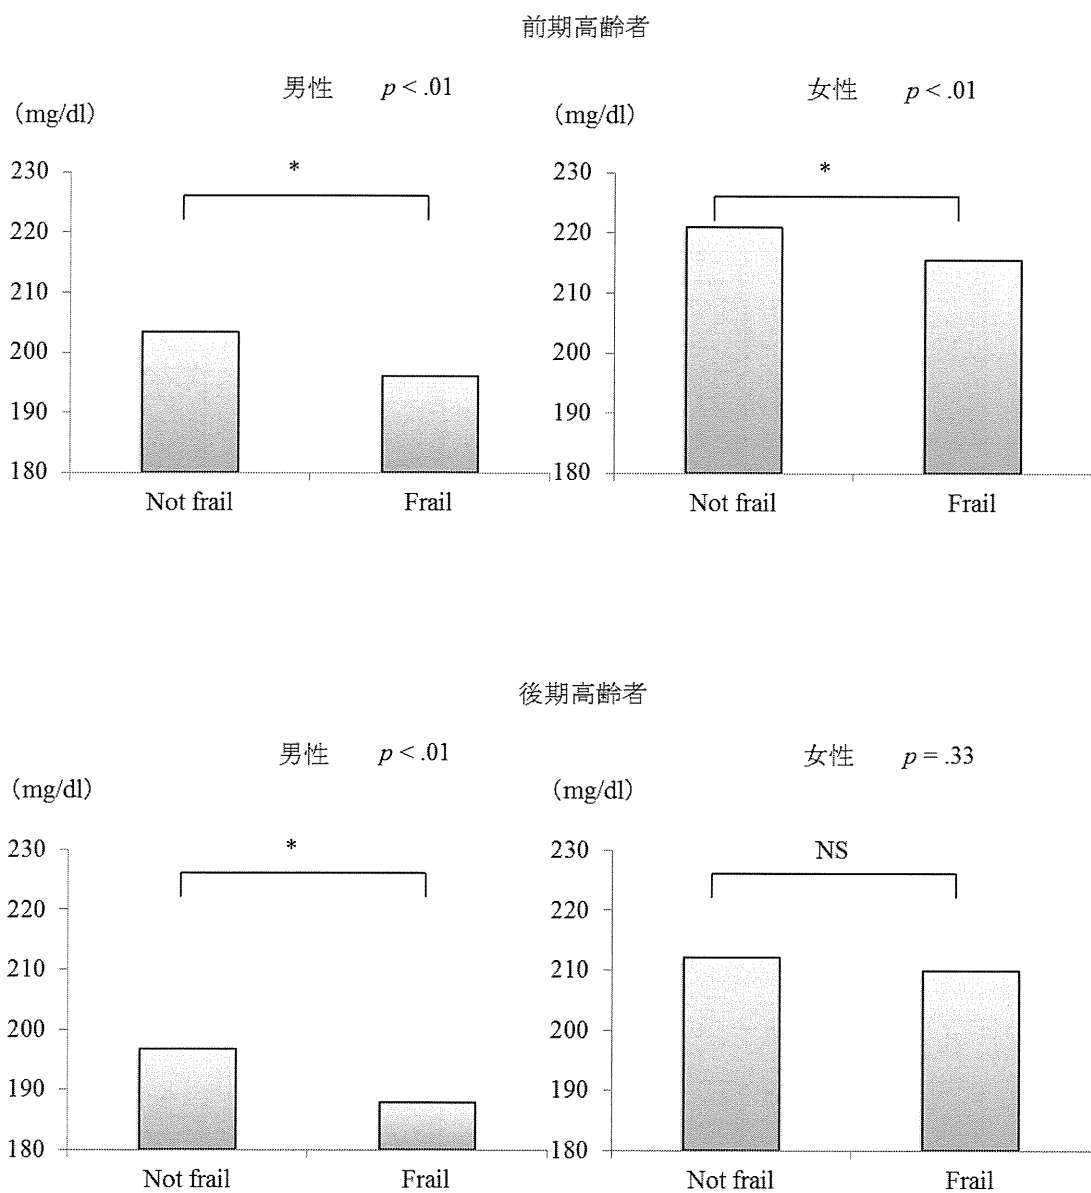 前期高齢者
男性 p < .01
女性 p < .01
(mg/dl)
(mg/dl)
*
*
230
220
210
200
190
180
Not frail
Frail
230
220
210
200
190
180
Not frail
Frail
後期高齢者
男性 p < .01
女性 p = .33
(mg/dl)
(mg/dl)
*
NS
230
220
210
200
190
180
Not frail
Frail
230
220
210
200
190
180
Not frail
Frail